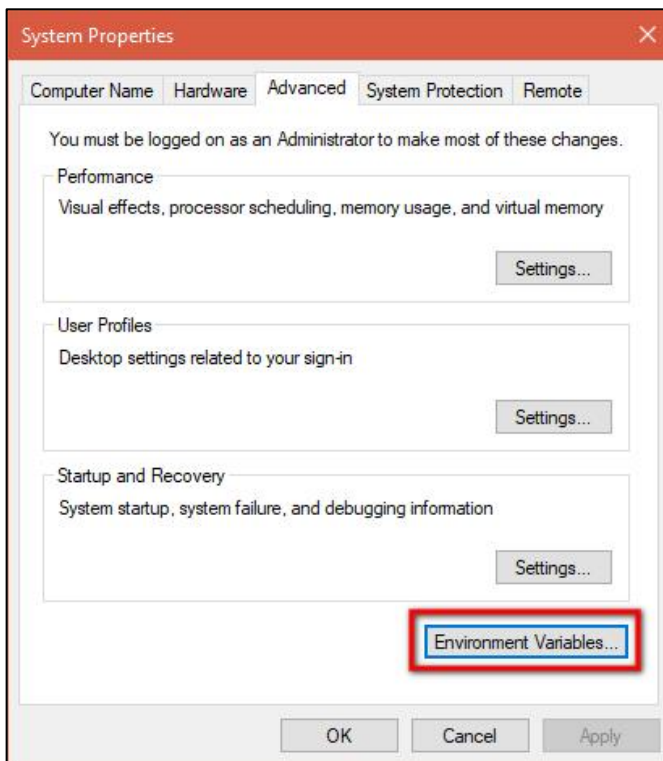 System Properties
Computer Name Hardware Advanced System Protection Remote
You must be logged on as an Administrator to make most of these changes.
Performance
Visual effects, processor scheduling, memory usage, and virtual memory
Settings...
User Profiles
Desktop settings related to your sign-in
Settings...
Startup and Recovery
System startup, system failure, and debugging information
Settings...
Environment Variables...
OK Cancel Apply